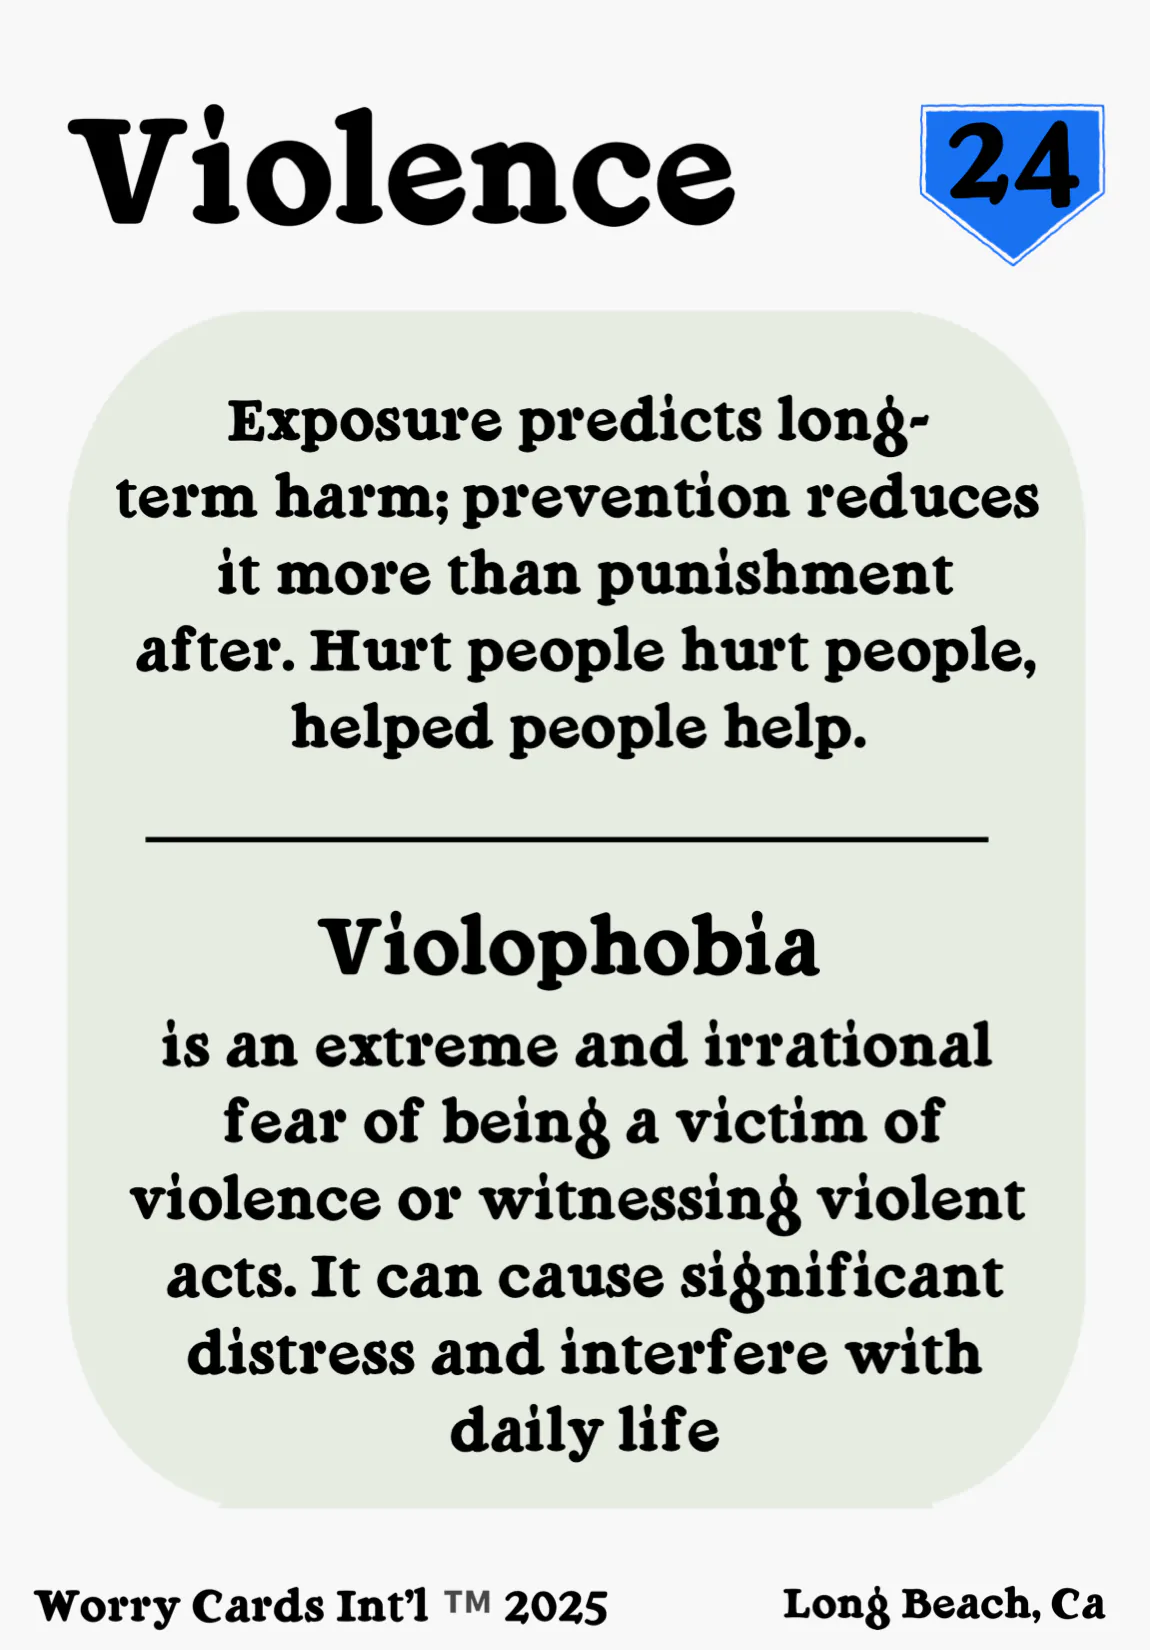 Violence
24
Exposure predicts long-
term harm; prevention reduces
it more than punishment
after. Hurt people hurt people,
helped people help.
Violophobia
is an extreme and irrational
fear of being a victim of
violence or witnessing violent
acts. It can cause significant
distress and interfere with
daily life
Worry Cards Int'l ™ 2025
Long Beach, Ca